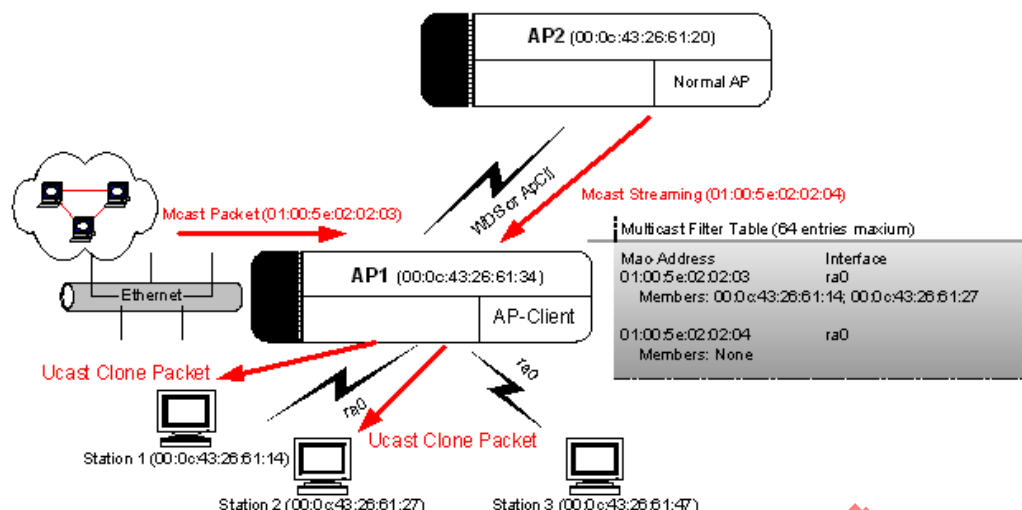 AP2 (00:0c:43:26:61:20)
Normal AP
WDS or ApCli
Mcast Streaming (01:00:5e:02:02:04)
Mcast Packet (01:00:5e:02:02:03)
Multicast Filter Table (64 entries maxium)
Mac Address Interface
01:00:5e:02:02:03 ra0
Members: 00:0c:43:26:61:14; 00:0c:43:26:61:27
01:00:5e:02:02:04 ra0
Members: None
AP1 (00:0c:43:26:61:34)
AP-Client
Ethernet
Ucast Clone Packet
ra0
ra0
Ucast Clone Packet
Station 1 (00:0c:43:26:61:14)
Station 2 (00:0c:43:26:61:27)
Station 3 (00:0c:43:26:61:47)